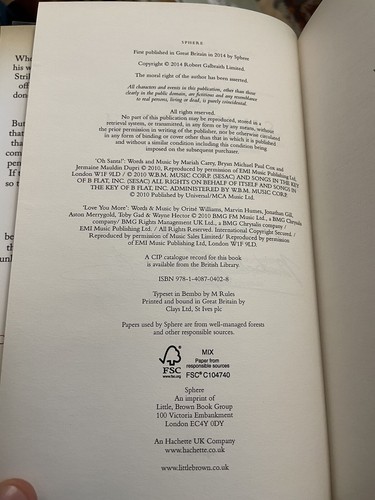 SPHERE
First published in Great Britain in 2014 by Sphere
Copyright © 2014 Robert Galbraith Limited.
The moral right of the author has been asserted.
All characters and events in this publication, other than those
clearly in the public domain, are fictitious and any resemblance
to real persons, living or dead, is purely coincidental.
All rights reserved.
No part of this publication may be reproduced, stored in a
retrieval system, or transmitted, in any form or by any means, without
the prior permission in writing of the publisher, nor be otherwise circulated
in any form of binding or cover other than that in which it is published
and without a similar condition including this condition being
imposed on the subsequent purchaser.
'Oh Santa!': Words and Music by Mariah Carey, Bryan Michael Paul Cox and
Jermaine Mauldin Dupri © 2010, Reproduced by permission of EMI Music Publishing Ltd,
London W1F 9LD / © 2010 W.B.M. MUSIC CORP. (SESAC) AND SONGS IN THE KEY
OF B FLAT, INC. (SESAC) ALL RIGHTS ON BEHALF OF ITSELF AND SONGS IN
THE KEY OF B FLAT, INC. ADMINISTERED BY W.B.M. MUSIC CORP.
© 2010 Published by Universal/MCA Music Ltd.
'Love You More': Words & Music by Oritsé Williams, Marvin Humes, Jonathan Gill,
Aston Merrygold, Toby Gad & Wayne Hector © 2010 BMG FM Music Ltd., a BMG Chrysalis
company/ BMG Rights Management UK Ltd., a BMG Chrysalis company /
EMI Music Publishing Ltd. / All Rights Reserved. International Copyright Secured. /
Reproduced by permission of Music Sales Limited/ Reproduced by permission
of EMI Music Publishing Ltd, London W1F 9LD.
A CIP catalogue record for this book
is available from the British Library.
ISBN 978-1-4087-0402-8
Typeset in Bembo by M Rules
Printed and bound in Great Britain by
Clays Ltd, St Ives plc
Papers used by Sphere are from well-managed forests
and other responsible sources.
FSC
www.fsc.org
MIX
Paper from
responsible sources
FSC® C104740
Sphere
An imprint of
Little, Brown Book Group
100 Victoria Embankment
London EC4Y 0DY
An Hachette UK Company
www.hachette.co.uk
www.littlebrown.co.uk